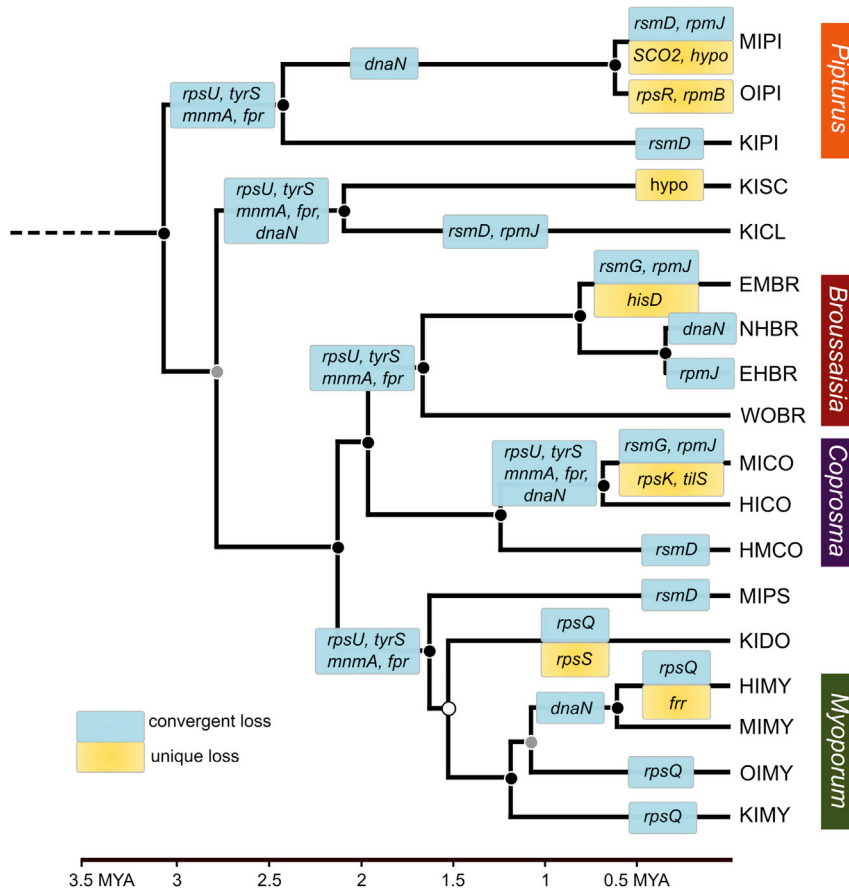 rsmD, rpmJ
MIPI
SCO2, hypo
dnaN
rpsU, tyrS
mnmA, fpr
rpsR, rpmB
OIPI
rsmD
KIPI
Pipturus
hypo
KISC
rpsU, tyrS
mnmA, fpr,
dnaN
rsmD, rpmJ
KICL
rsmG, rpmJ
EMBR
hisD
dnaN
NHBR
rpmJ
EHBR
rpsU, tyrS
mnmA, fpr
WOBR
Broussaisia
rpsU, tyrS
mnmA, fpr,
dnaN
rsmG, rpmJ
MICO
rpsK, tilS
HICO
rsmD
HMCO
Coprosma
rsmD
MIPS
rpsU, tyrS
mnmA, fpr
rpsQ
KIDO
rpsS
rpsQ
HIMY
frr
dnaN
MIMY
rpsQ
OIMY
rpsQ
KIMY
Myoporum
convergent loss
unique loss
3.5 MYA 3 2.5 2 1.5 1 0.5 MYA